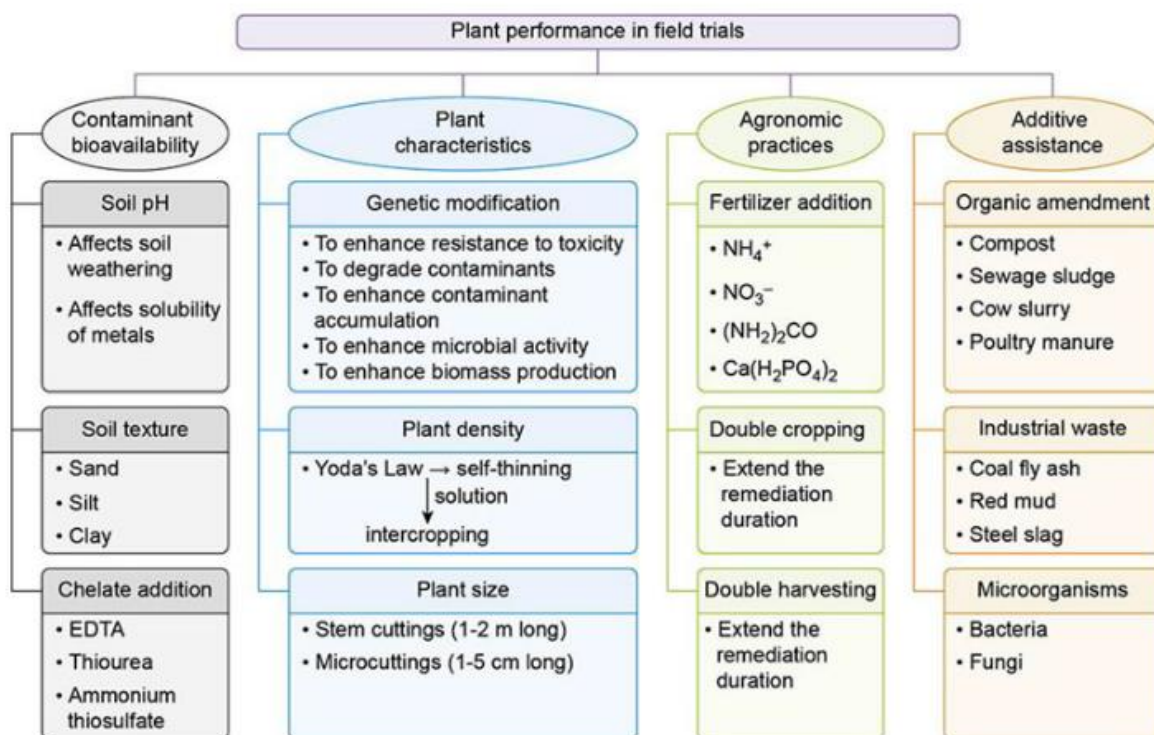 Plant performance in field trials
Contaminant
bioavailability
Soil pH
• Affects soil
weathering
• Affects solubility
of metals
Soil texture
• Sand
• Silt
• Clay
Chelate addition
• EDTA
• Thiourea
• Ammonium
thiosulfate
Plant
characteristics
Genetic modification
• To enhance resistance to toxicity
• To degrade contaminants
• To enhance contaminant
accumulation
• To enhance microbial activity
• To enhance biomass production
Plant density
• Yoda's Law → self-thinning
solution
intercropping
Plant size
• Stem cuttings (1-2 m long)
• Microcuttings (1-5 cm long)
Agronomic
practices
Fertilizer addition
• NH₄⁺
• NO₃⁻
• (NH₂)₂CO
• Ca(H₂PO₄)₂
Double cropping
• Extend the
remediation
duration
Double harvesting
• Extend the
remediation
duration
Additive
assistance
Organic amendment
• Compost
• Sewage sludge
• Cow slurry
• Poultry manure
Industrial waste
• Coal fly ash
• Red mud
• Steel slag
Microorganisms
• Bacteria
• Fungi